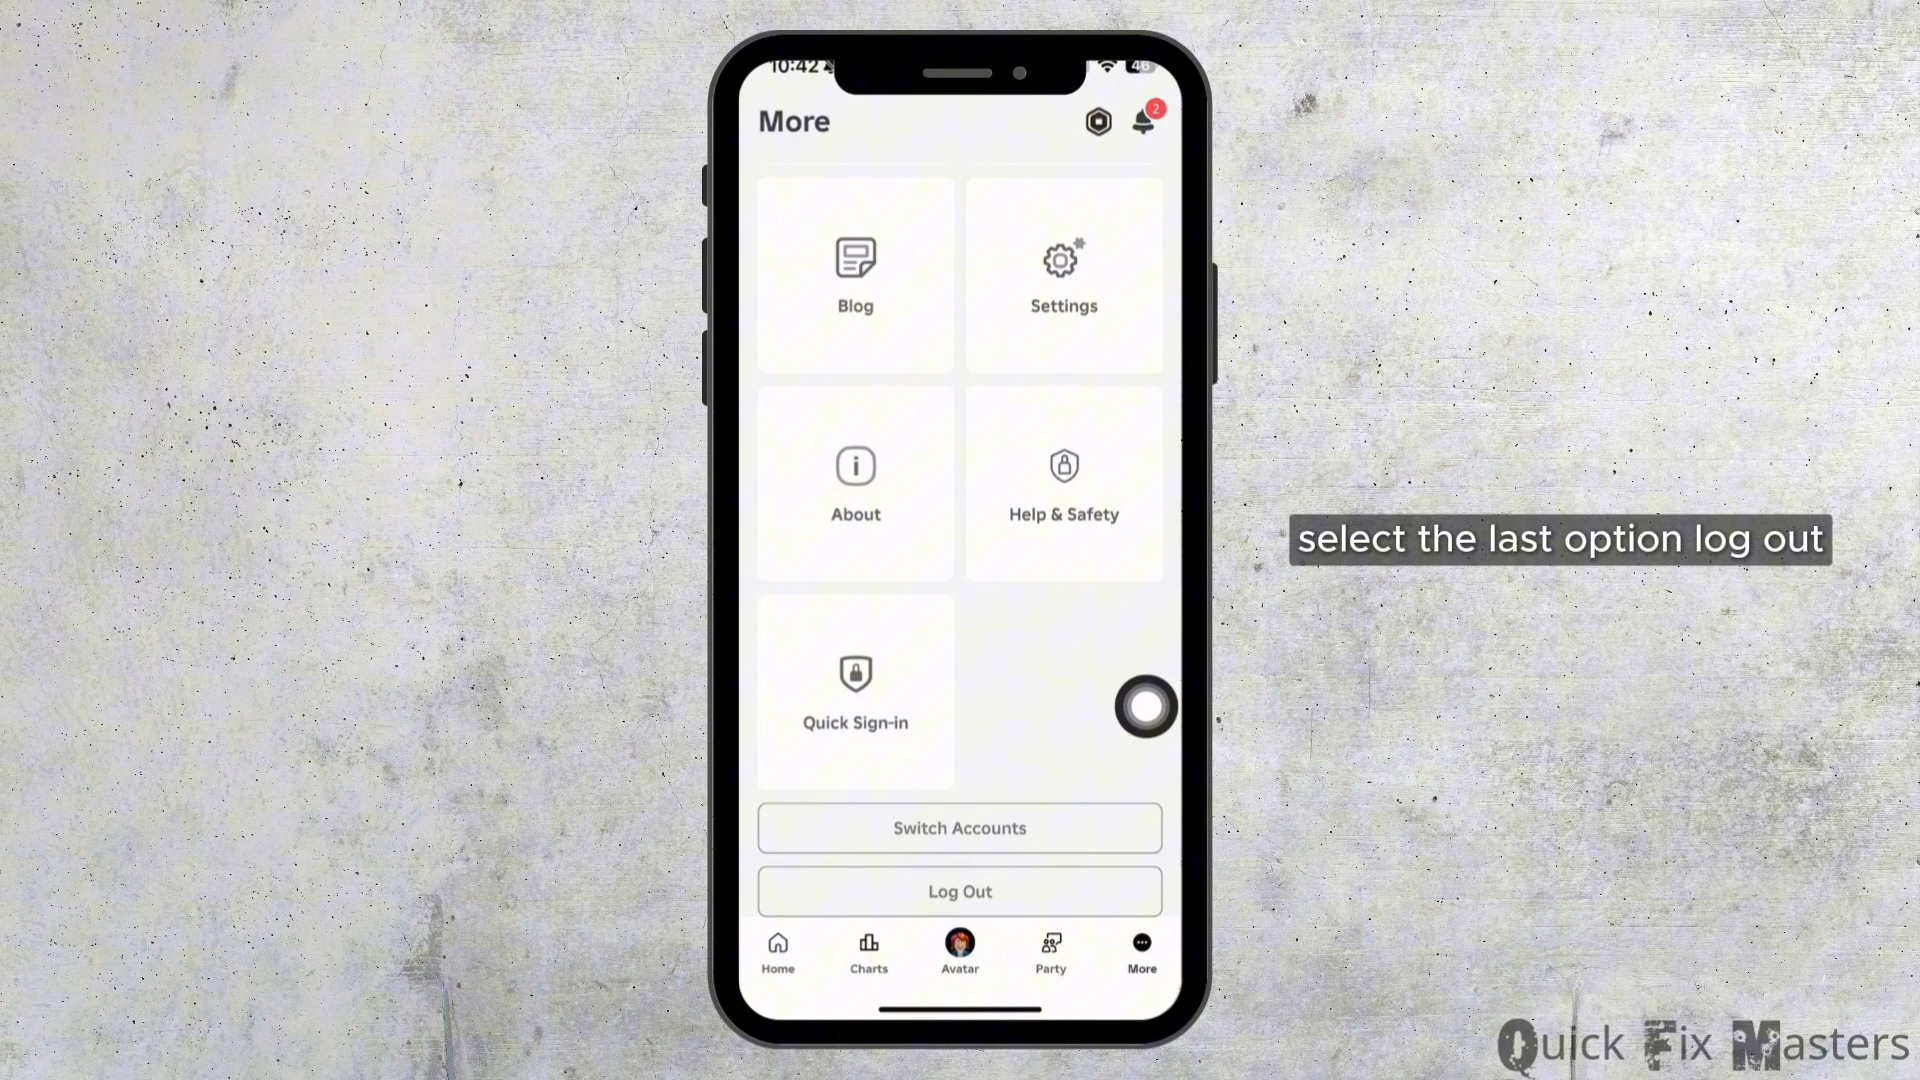 10:42
46
More
2
Blog
Settings
About
Help & Safety
Quick Sign-in
Switch Accounts
Log Out
Home
Charts
Avatar
Party
More
select the last option log out
Quick Fix Masters